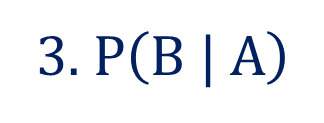 3. P(B | A)